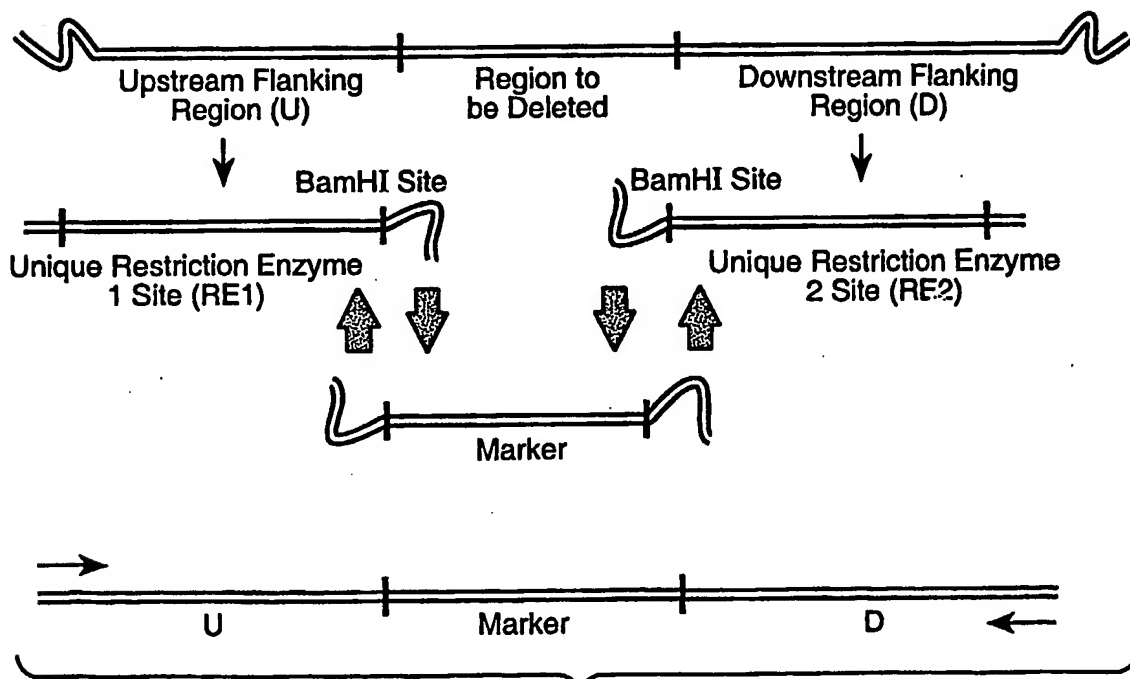 Upstream Flanking
Region (U)
Region to
be Deleted
Downstream Flanking
Region (D)
BamHI Site
BamHI Site
Unique Restriction Enzyme
1 Site (RE1)
Unique Restriction Enzyme
2 Site (RE2)
Marker
U
Marker
D